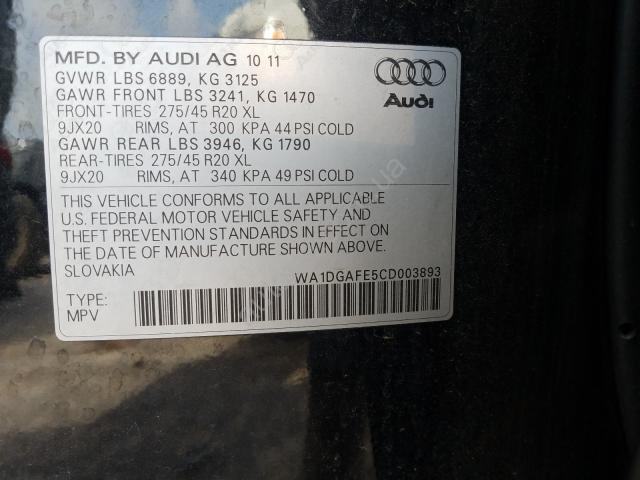 MFD. BY AUDI AG 10 11
GVWR LBS 6889, KG 3125
GAWR FRONT LBS 3241, KG 1470
FRONT-TIRES 275/45 R20 XL
9JX20 RIMS, AT 300 KPA 44 PSI COLD
GAWR REAR LBS 3946, KG 1790
REAR-TIRES 275/45 R20 XL
9JX20 RIMS, AT 340 KPA 49 PSI COLD
Audi
THIS VEHICLE CONFORMS TO ALL APPLICABLE
U.S. FEDERAL MOTOR VEHICLE SAFETY AND
THEFT PREVENTION STANDARDS IN EFFECT ON
THE DATE OF MANUFACTURE SHOWN ABOVE.
SLOVAKIA
WA1DGAFE5CD003893
TYPE:
MPV